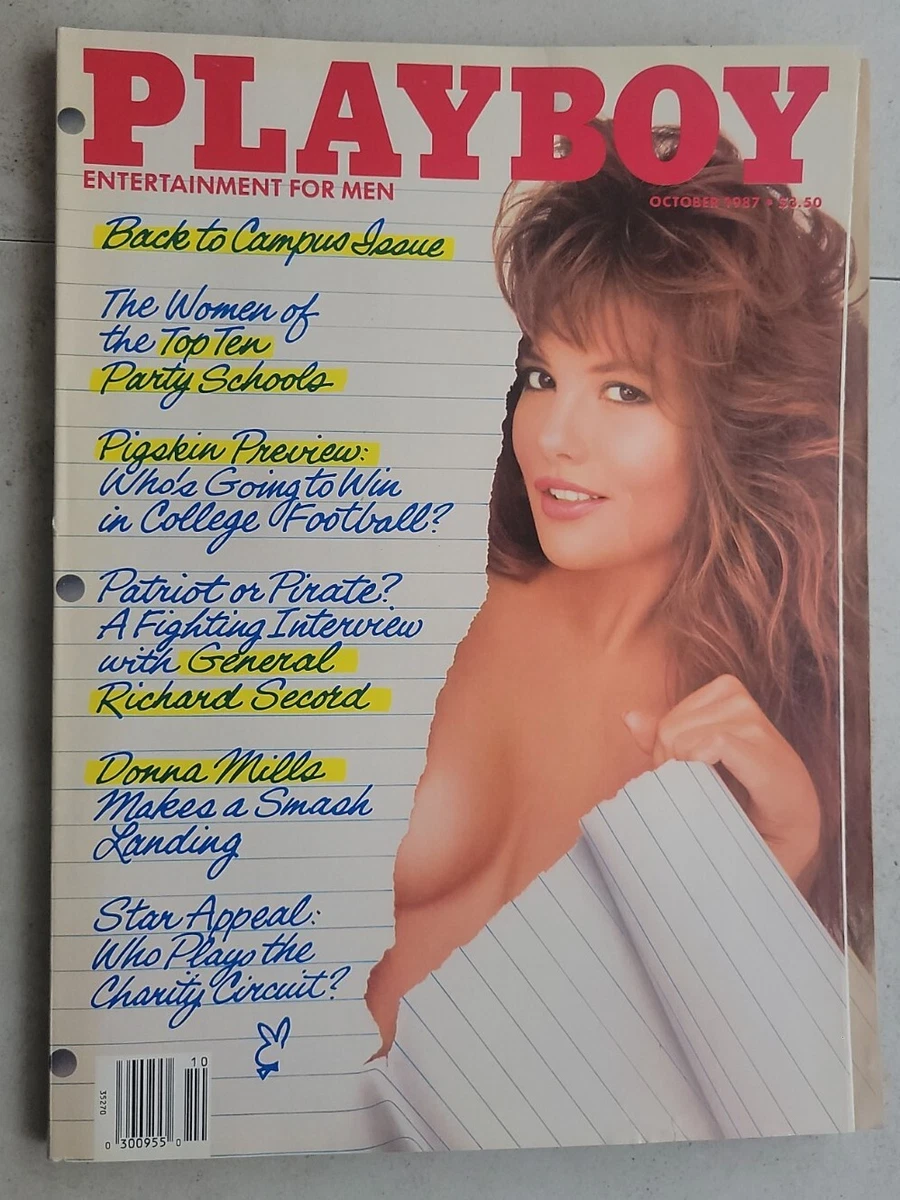 PLAYBOY
ENTERTAINMENT FOR MEN
OCTOBER 1987 • $3.50
Back to Campus Issue
The Women of
the Top Ten
Party Schools
Pigskin Preview:
Who's Going to Win
in College Football?
Patriot or Pirate?
A Fighting Interview
with General
Richard Secord
Donna Mills
Makes a Smash
Landing
Star Appeal:
Who Plays the
Charity Circuit?
10
35270
0 300955 0